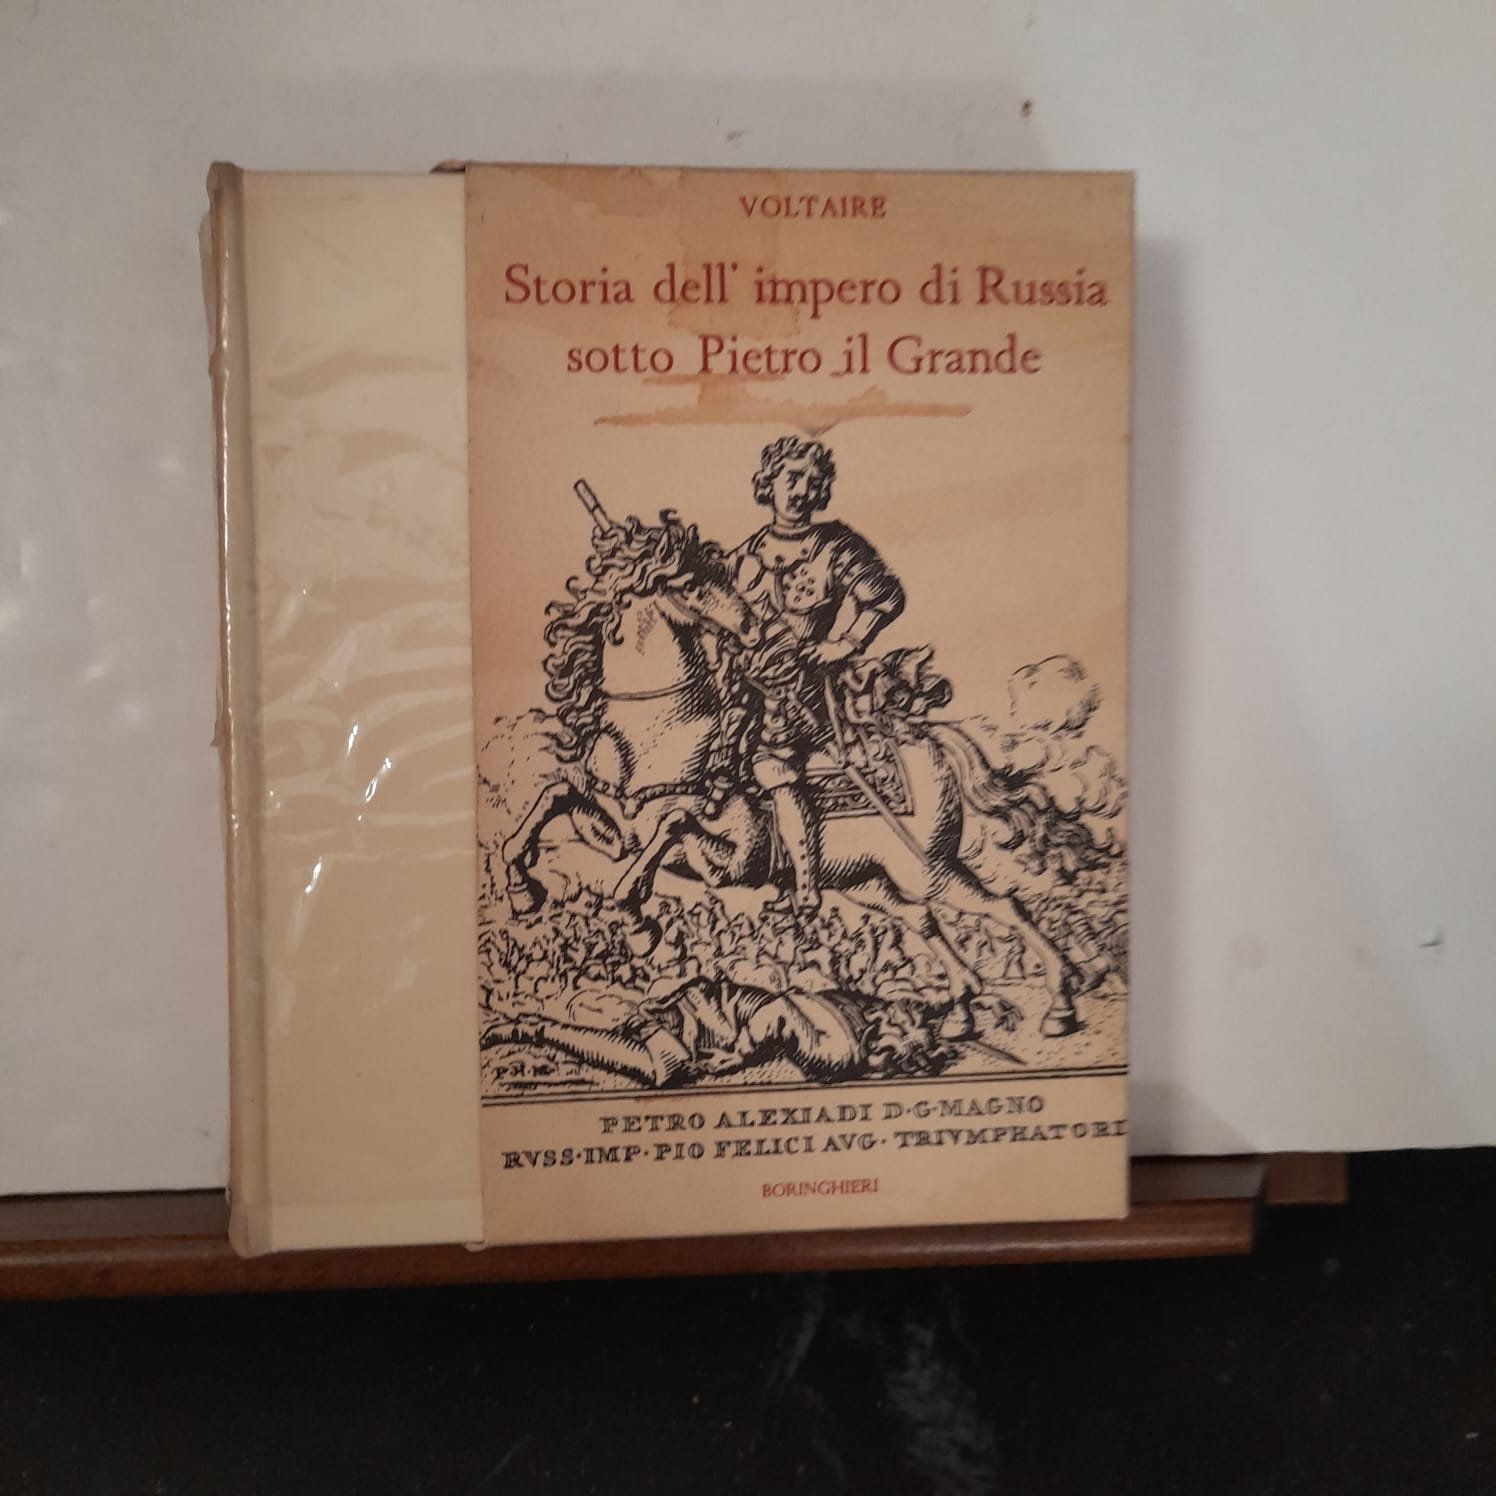 VOLTAIRE
Storia dell' impero di Russia
sotto Pietro il Grande
PETRO ALEXIADI D·G·MAGNO
RVSS·IMP·PIO FELICI AVG· TRIVMPHATORI
BORINGHIERI